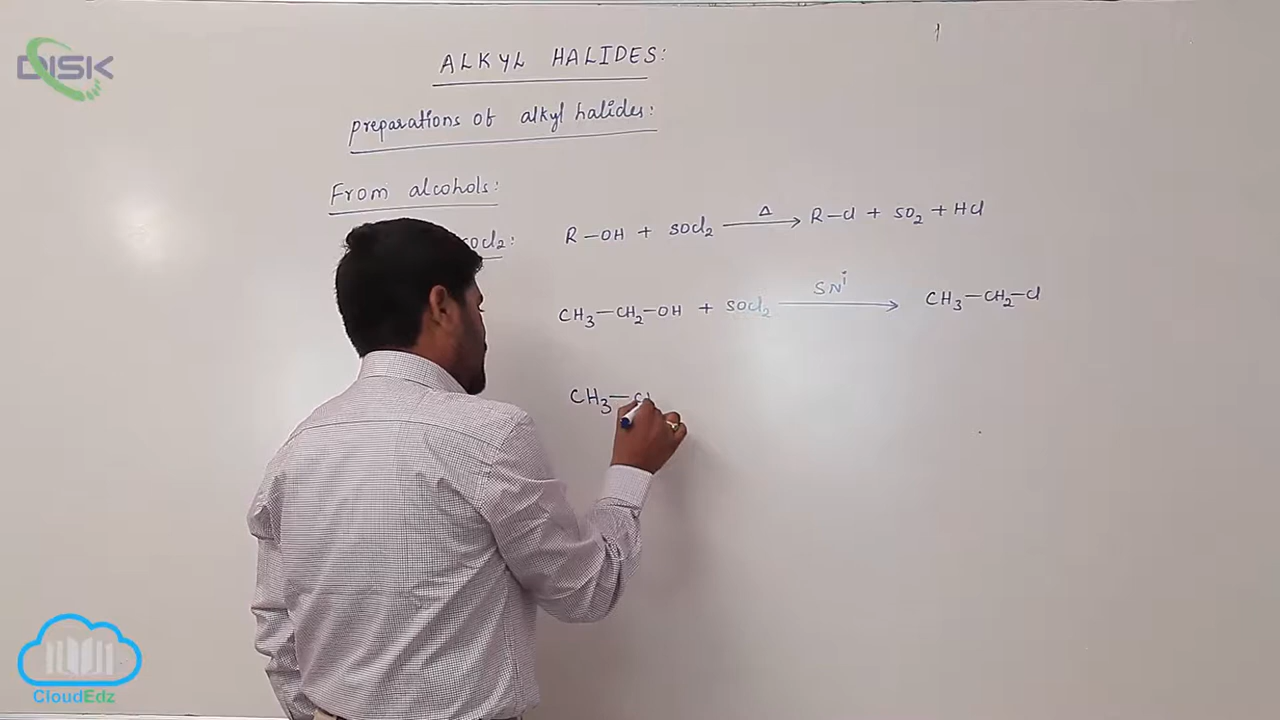 DISK
ALKYL HALIDES:
preparations of alkyl halides:
From alcohols:
SOCl₂:
R-OH + SOCl₂ —Δ→ R-Cl + SO₂ + HCl
CH₃-CH₂-OH + SOCl₂ —SNⁱ→ CH₃-CH₂-Cl
CH₃-C
CloudEdz